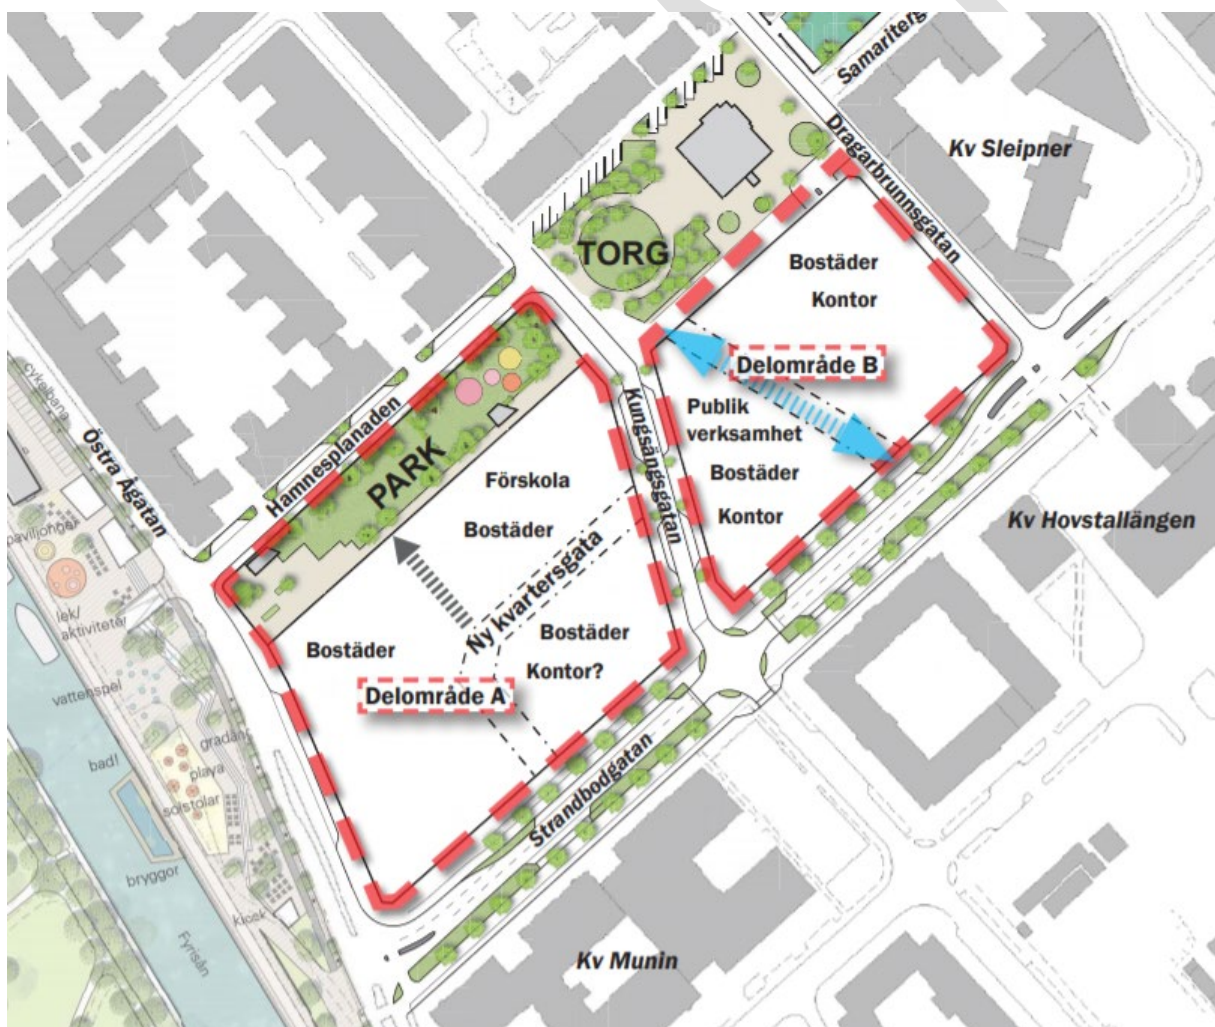 Samariterg
Dragarbrunnsgatan
Kv Sleipner
TORG
Bostäder
Kontor
Delområde B
Publik
verksamhet
Bostäder
Kontor
Kungsängsgatan
Hamnesplanaden
PARK
Östra Ågatan
cykelbana
Förskola
Bostäder
Ny kvartersgata
Bostäder
Kontor?
Bostäder
Delområde A
Strandbodgatan
Kv Hovstallängen
Kv Munin
paviljonger
lek/
aktiviteter
vattenspel
gradäng
bad!
playa
solstolar
bryggor
kiosk
Fyrisån